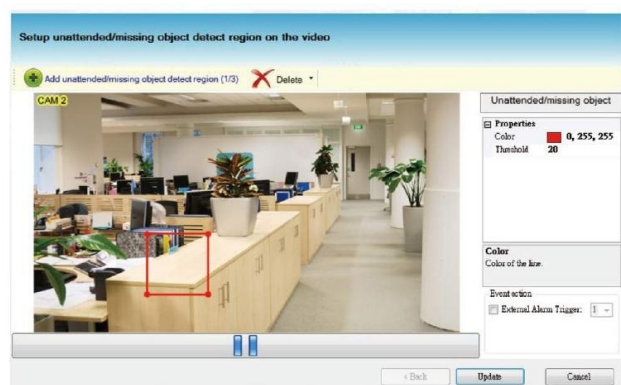 Setup unattended/missing object detect region on the video
Add unattended/missing object detect region (1/3)
Delete
CAM 2
Unattended/missing object
Properties
Color 0, 255, 255
Threshold 20
Color
Color of the line.
Event action
External Alarm Trigger: 1
< Back
Update
Cancel